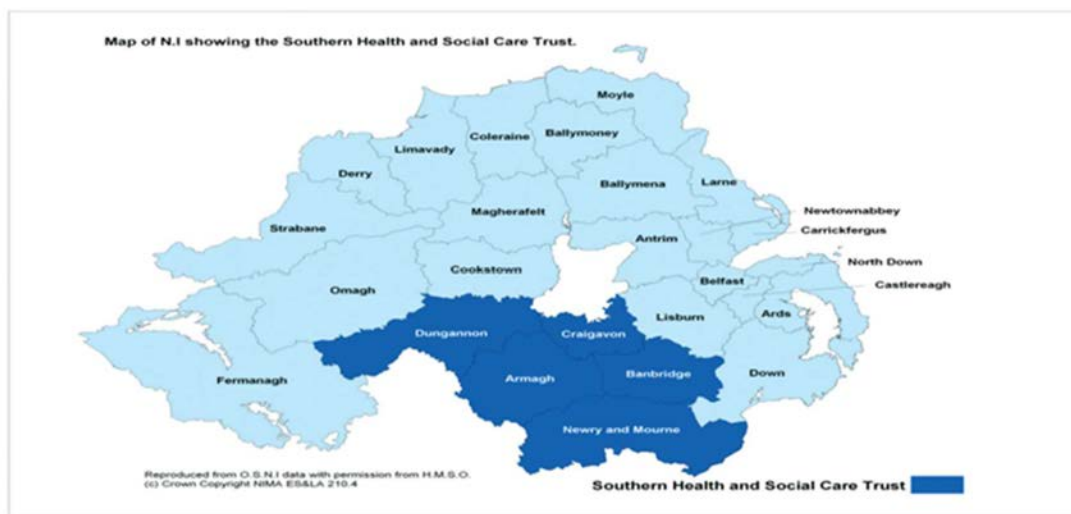 Map of N.I showing the Southern Health and Social Care Trust.
Moyle
Coleraine
Ballymoney
Limavady
Derry
Ballymena
Larne
Magherafelt
Newtownabbey
Strabane
Carrickfergus
Antrim
North Down
Cookstown
Belfast
Castlereagh
Omagh
Lisburn
Ards
Dungannon
Craigavon
Fermanagh
Armagh
Banbridge
Down
Newry and Mourne
Reproduced from O.S.N.I data with permission from H.M.S.O.
(c) Crown Copyright NIMA ES&LA 210.4
Southern Health and Social Care Trust